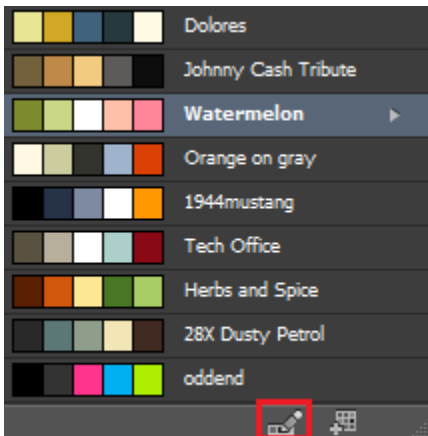 Dolores
Johnny Cash Tribute
Watermelon
Orange on gray
1944mustang
Tech Office
Herbs and Spice
28X Dusty Petrol
oddend